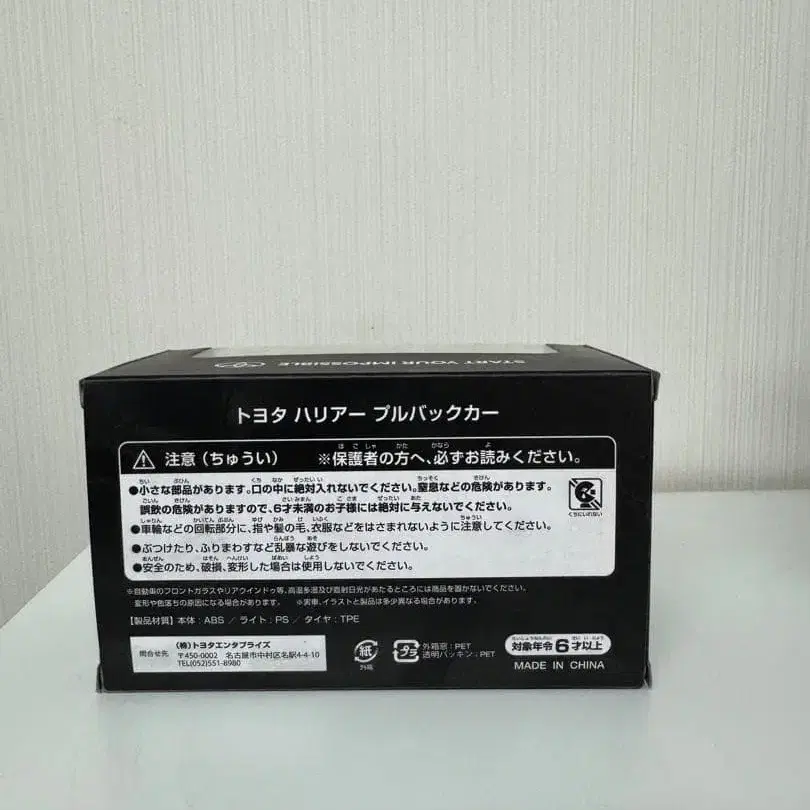 START YOUR IMPOSSIBLE
トヨタ ハリアー プルバックカー
注意(ちゅうい) ※保護者の方へ、必ずお読みください。
●小さな部品があります。口の中に絶対入れないでください。窒息などの危険があります。
誤飲の危険がありますので、6才未満のお子様には絶対に与えないでください。
●車輪などの回転部分に、指や髪の毛、衣服などをはさまれないように注意してください。
●ぶつけたり、ふりまわすなど乱暴な遊びをしないでください。
●安全のため、破損、変形した場合は使用しないでください。
くちにいれない
※自動車のフロントガラスやリアウインドゥ等、高温多湿及び直射日光があたるところには商品を置かないでください。
変形や色落ちの原因になる場合があります。 ※実車、イラストと製品は多少異なる場合があります。
【製品材質】本体:ABS / ライト:PS / タイヤ:TPE
問合せ先
(株)トヨタエンタプライズ
〒450-0002 名古屋市中村区名駅4-4-10
TEL(052)551-8980
紙
外箱
プラ
外箱窓:PET
透明パッキン:PET
対象年令 6才以上
MADE IN CHINA